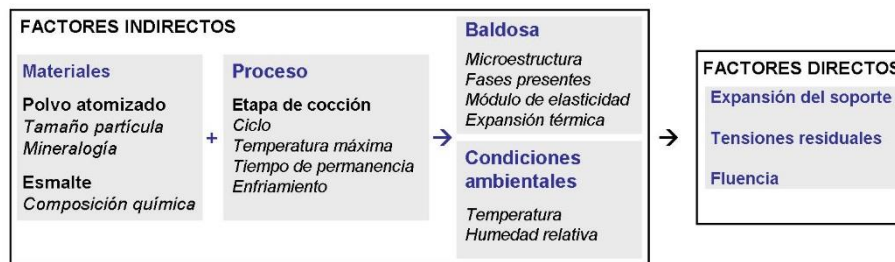 FACTORES INDIRECTOS
Materiales
Polvo atomizado
Tamaño partícula
Mineralogía
Esmalte
Composición química
+
Proceso
Etapa de cocción
Ciclo
Temperatura máxima
Tiempo de permanencia
Enfriamiento
Baldosa
Microestructura
Fases presentes
Módulo de elasticidad
Expansión térmica
Condiciones
ambientales
Temperatura
Humedad relativa
FACTORES DIRECTOS
Expansión del soporte
Tensiones residuales
Fluencia